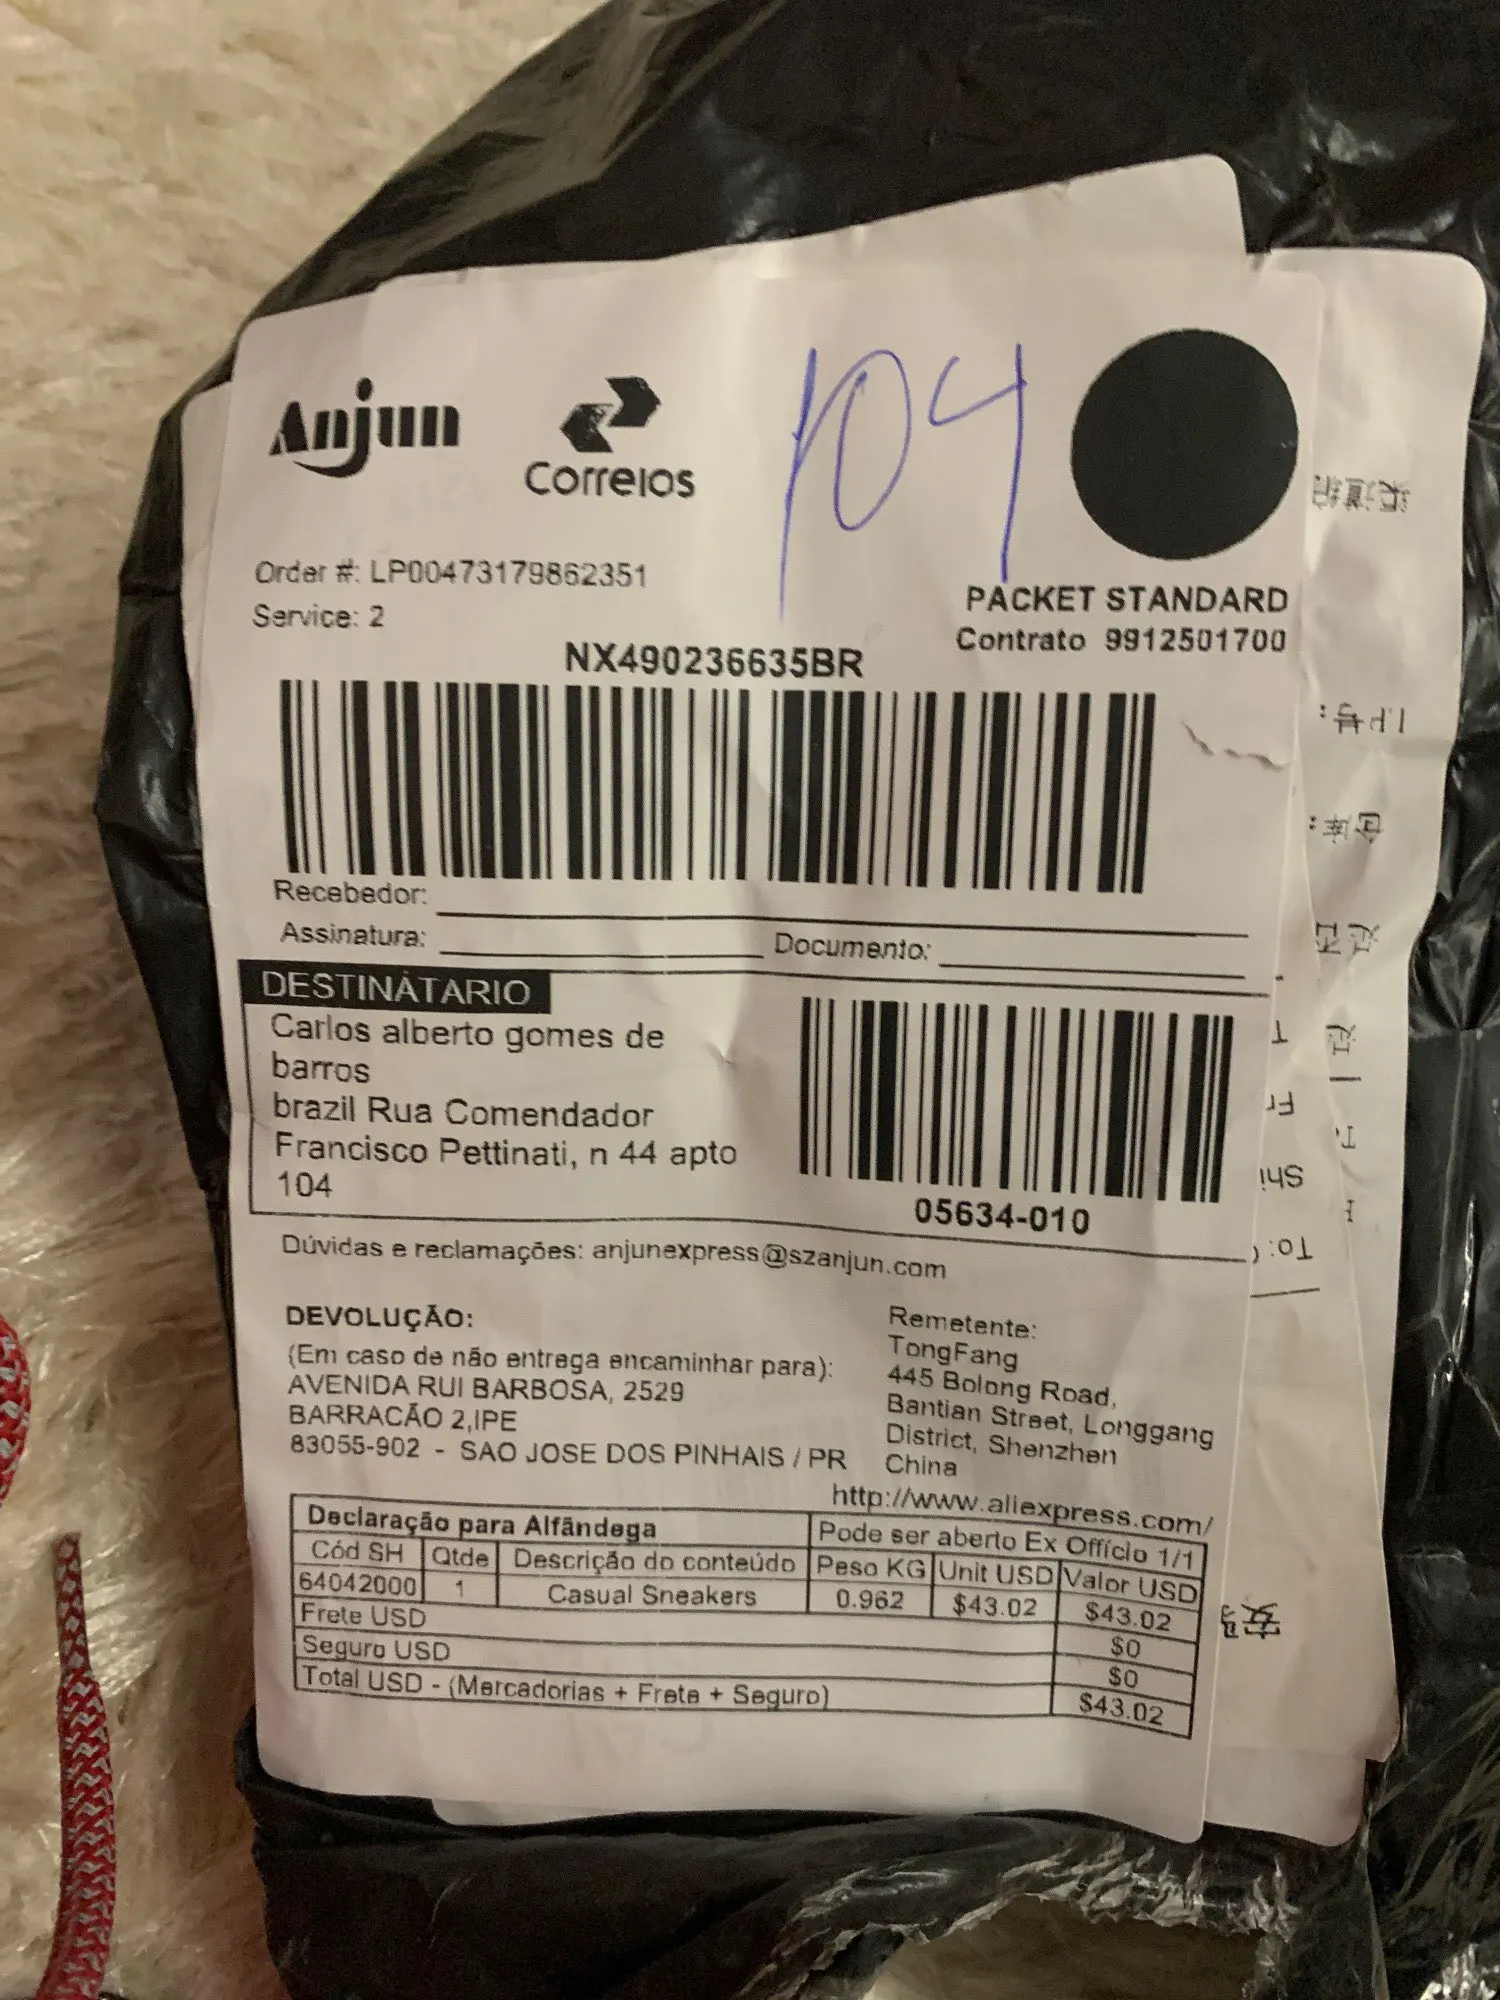 Anjun
Correios
104
Order #: LP00473179862351
Service: 2
PACKET STANDARD
Contrato 9912501700
NX490236635BR
Recebedor:
Assinatura:
Documento:
DESTINATARIO
Carlos alberto gomes de
barros
brazil Rua Comendador
Francisco Pettinati, n 44 apto
104
05634-010
Dúvidas e reclamações: anjunexpress@szanjun.com
DEVOLUÇÃO:
(Em caso de não entrega encaminhar para):
AVENIDA RUI BARBOSA, 2529
BARRACÃO 2,IPE
83055-902 - SAO JOSE DOS PINHAIS / PR
Remetente:
TongFang
445 Bolong Road,
Bantian Street, Longgang
District, Shenzhen
China
http://www.aliexpress.com/
Declaração para Alfândega
Pode ser aberto Ex Offício 1/1
Cód SH Qtde Descrição do conteúdo Peso KG Unit USD Valor USD
64042000 1 Casual Sneakers 0.962 $43.02 $43.02
Frete USD $0
Seguro USD $0
Total USD - (Mercadorias + Frete + Seguro) $43.02
仓库:
Fr
Shi
To: